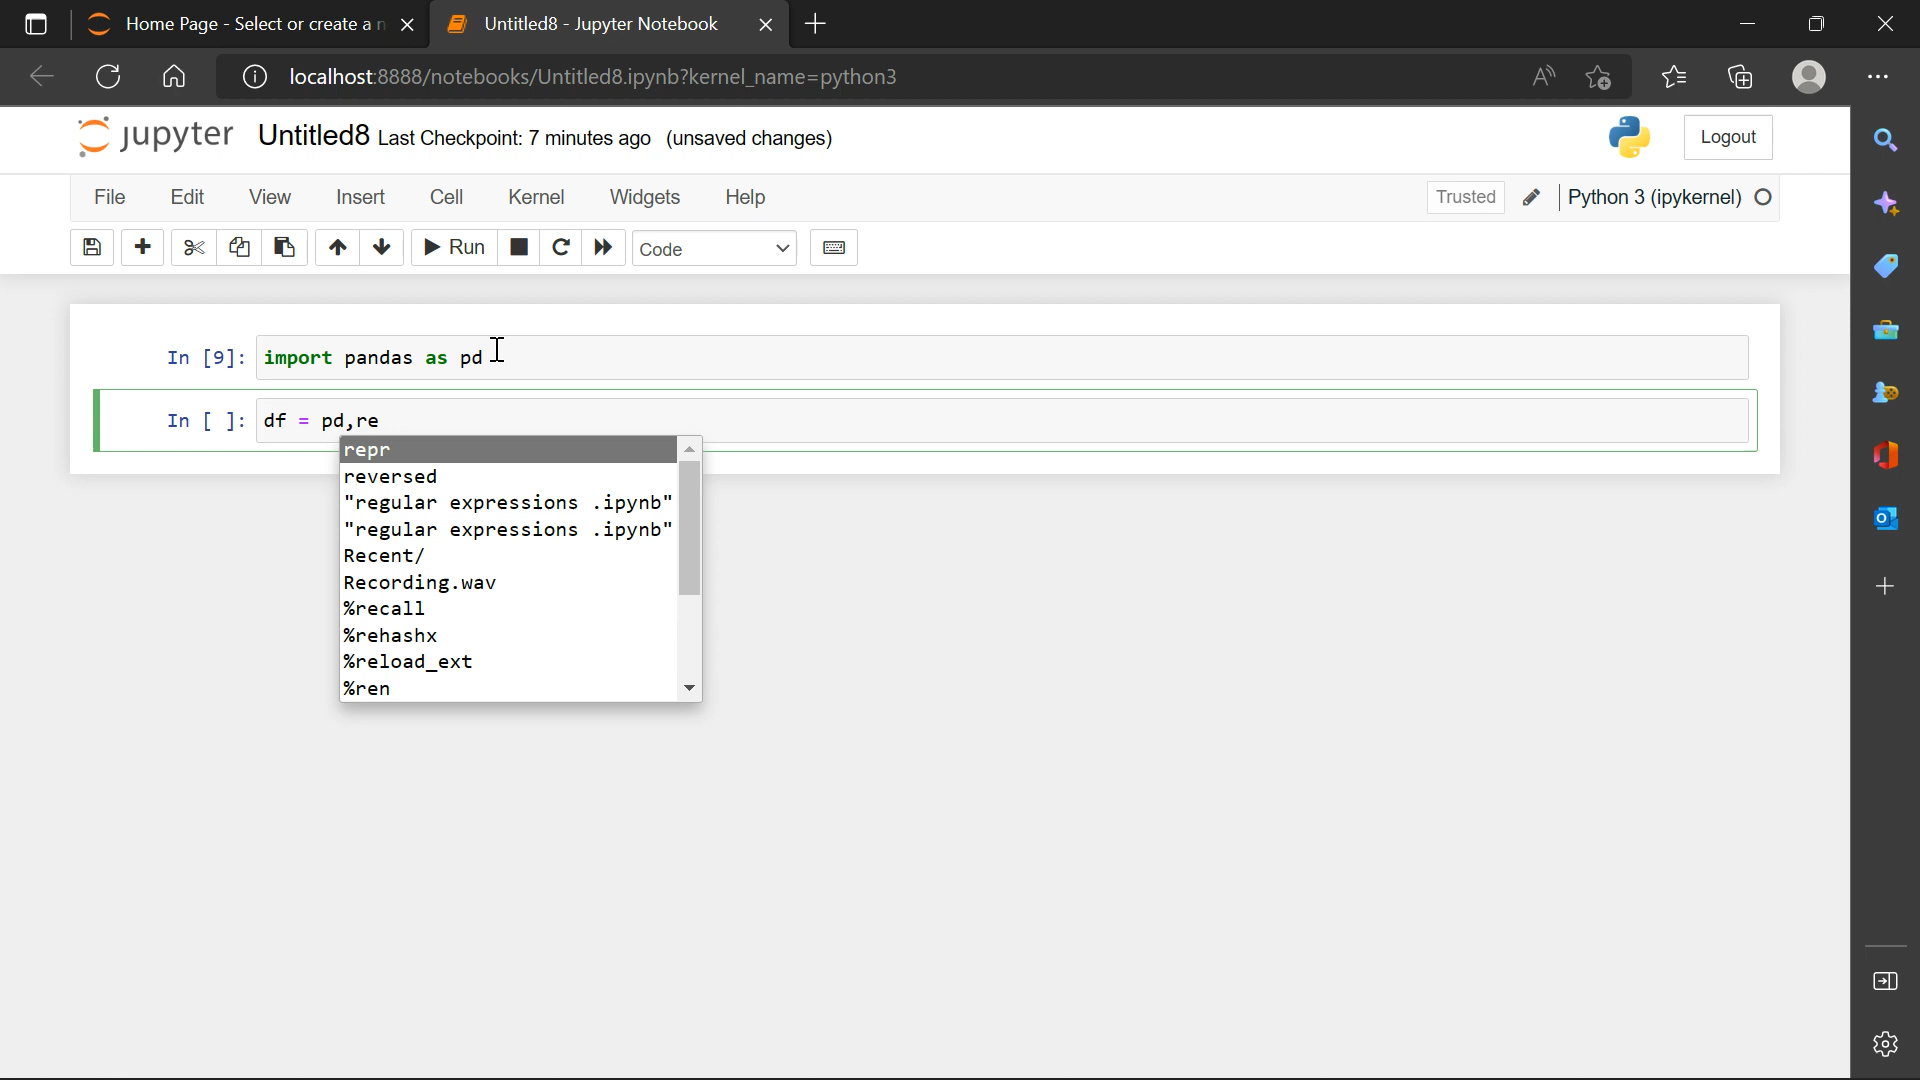 Home Page - Select or create a n
Untitled8 - Jupyter Notebook
localhost:8888/notebooks/Untitled8.ipynb?kernel_name=python3
jupyter Untitled8 Last Checkpoint: 7 minutes ago (unsaved changes)
Logout
File Edit View Insert Cell Kernel Widgets Help
Trusted Python 3 (ipykernel)
Run Code
In [9]: import pandas as pd
In [ ]: df = pd,re
repr
reversed
"regular expressions .ipynb"
"regular expressions .ipynb"
Recent/
Recording.wav
%recall
%rehashx
%reload_ext
%ren